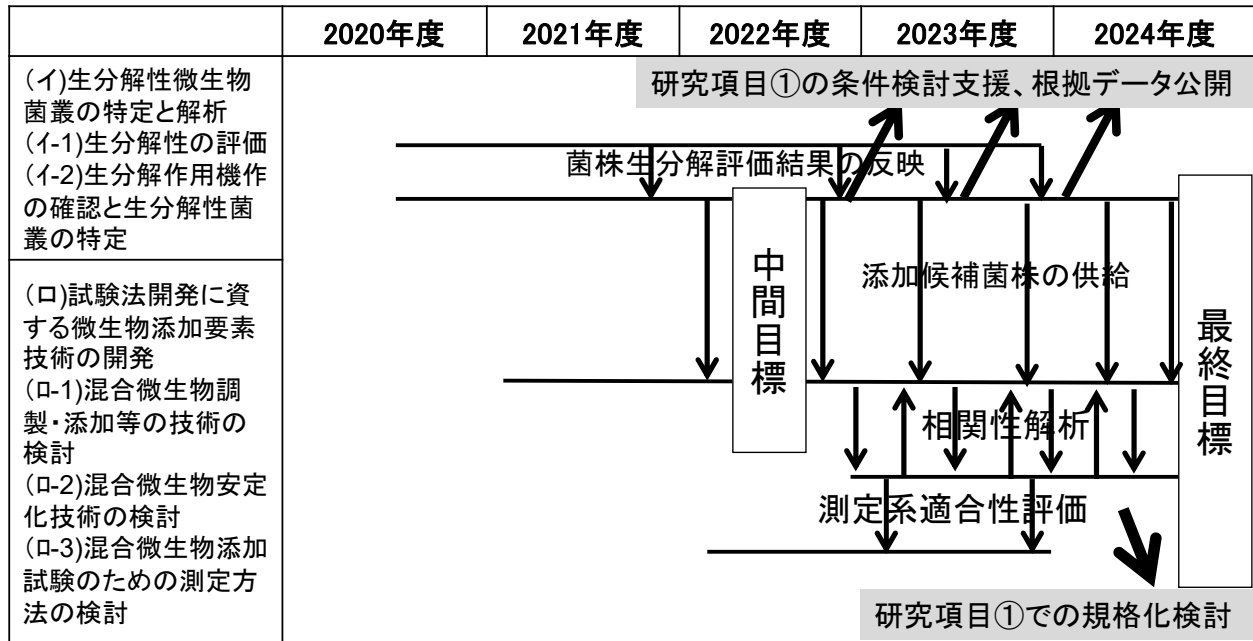 2020年度 2021年度 2022年度 2023年度 2024年度
(イ)生分解性微生物
菌叢の特定と解析
(イ-1)生分解性の評価
(イ-2)生分解作用機作
の確認と生分解性菌
叢の特定
(ロ)試験法開発に資
する微生物添加要素
技術の開発
(ロ-1)混合微生物調
製・添加等の技術の
検討
(ロ-2)混合微生物安定
化技術の検討
(ロ-3)混合微生物添加
試験のための測定方
法の検討
研究項目①の条件検討支援、根拠データ公開
菌株生分解評価結果の反映
中間目標
添加候補菌株の供給
相関性解析
測定系適合性評価
最終目標
研究項目①での規格化検討